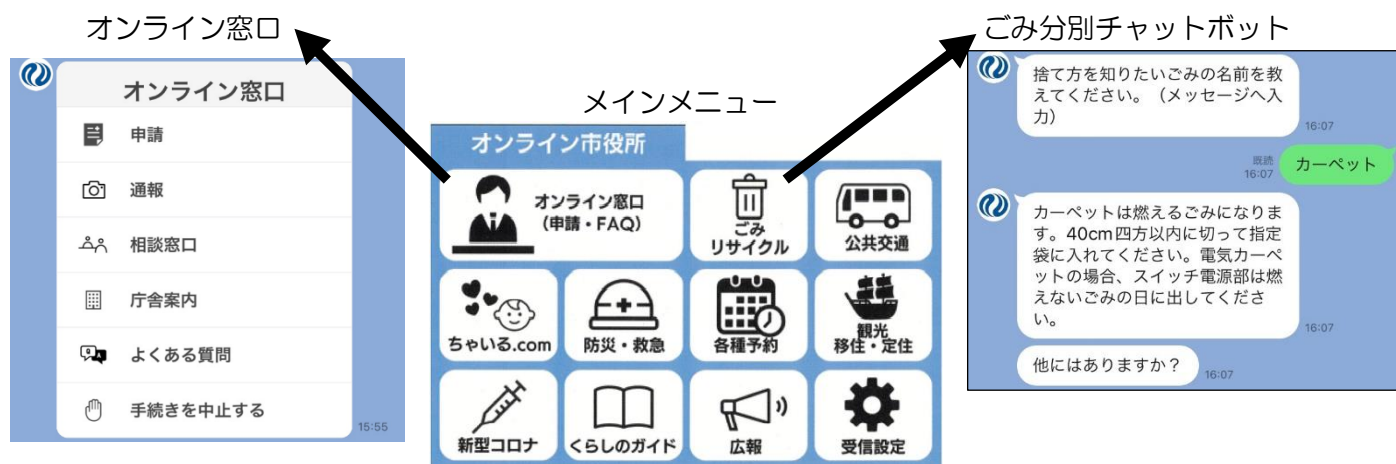 オンライン窓口
オンライン窓口
申請
通報
相談窓口
庁舎案内
よくある質問
手続きを中止する
15:55
メインメニュー
オンライン市役所
オンライン窓口
(申請・FAQ)
ごみ
リサイクル
公共交通
ちゃいる.com
防災・救急
各種予約
観光
移住・定住
新型コロナ
くらしのガイド
広報
受信設定
ごみ分別チャットボット
捨て方を知りたいごみの名前を教
えてください。（メッセージへ入
力）
16:07
既読
16:07
カーペット
カーペットは燃えるごみになりま
す。40cm四方以内に切って指定
袋に入れてください。電気カーペ
ットの場合、スイッチ電源部は燃
えないごみの日に出してくださ
い。
16:07
他にはありますか？
16:07